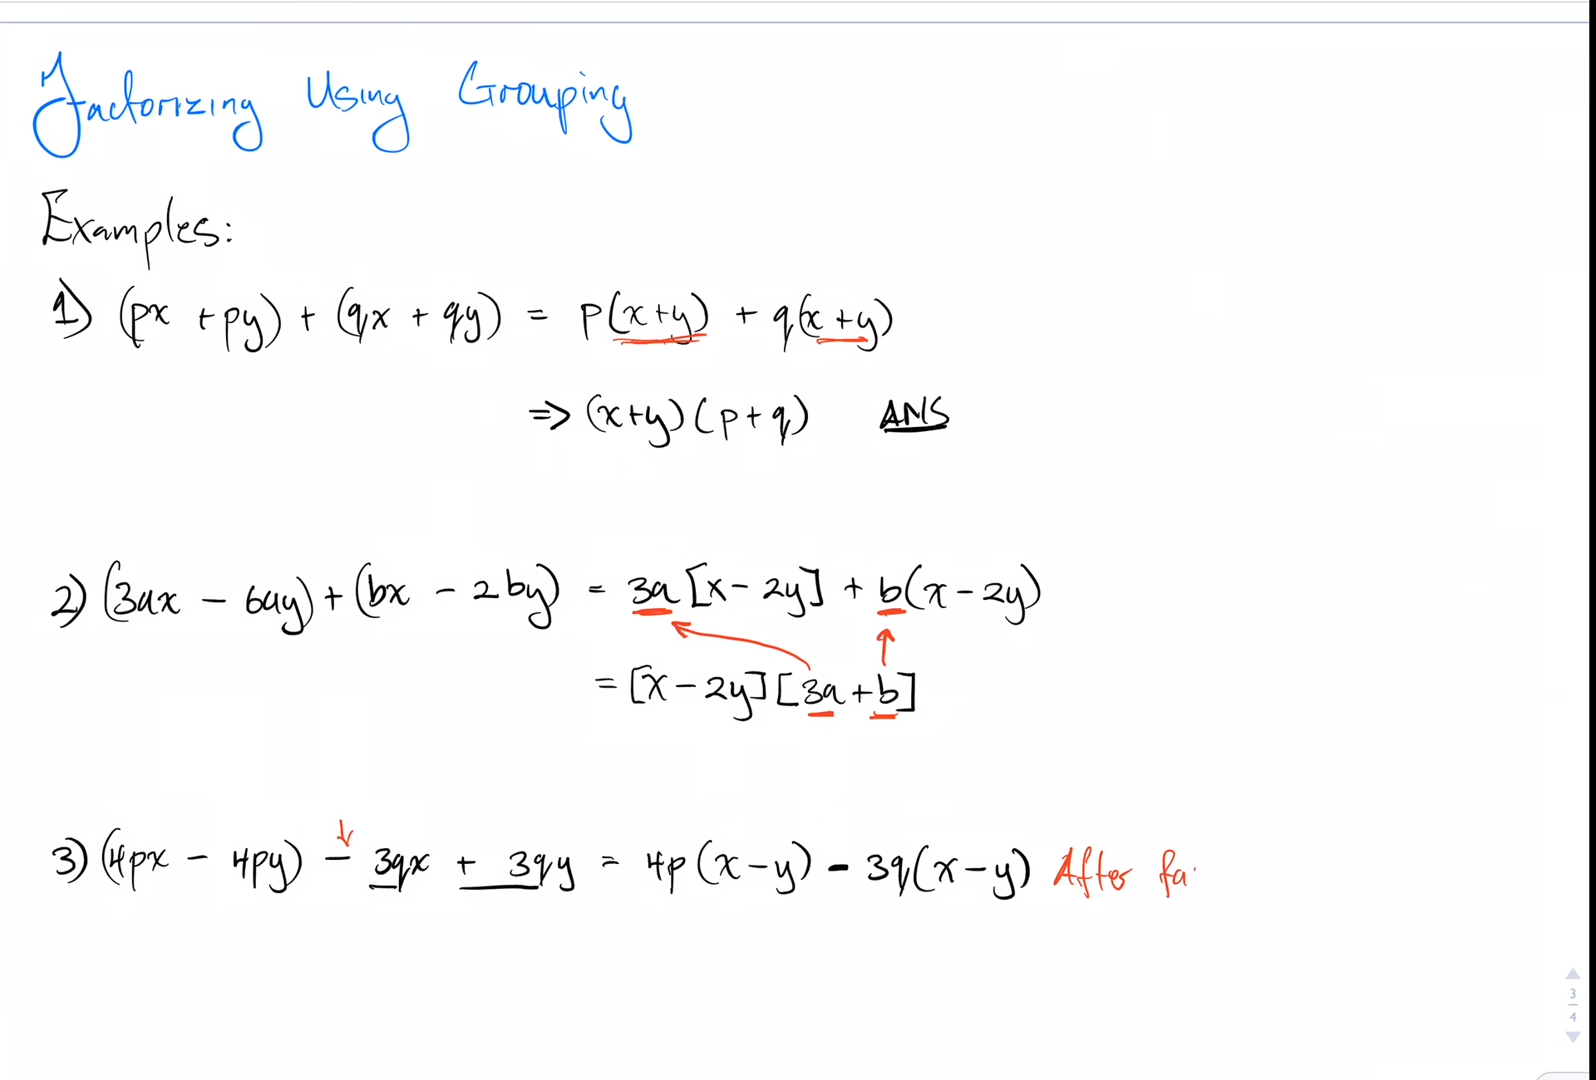 Factorizing Using Grouping
Examples:
1) (px + py) + (qx + qy) = p(x+y) + q(x+y)
⇒ (x+y)(p+q) ANS
2) (3ax - 6ay) + (bx - 2by) = 3a[x-2y] + b(x-2y)
= [x-2y][3a+b]
3) (4px - 4py) - 3qx + 3qy = 4p(x-y) - 3q(x-y) After fa
3
4